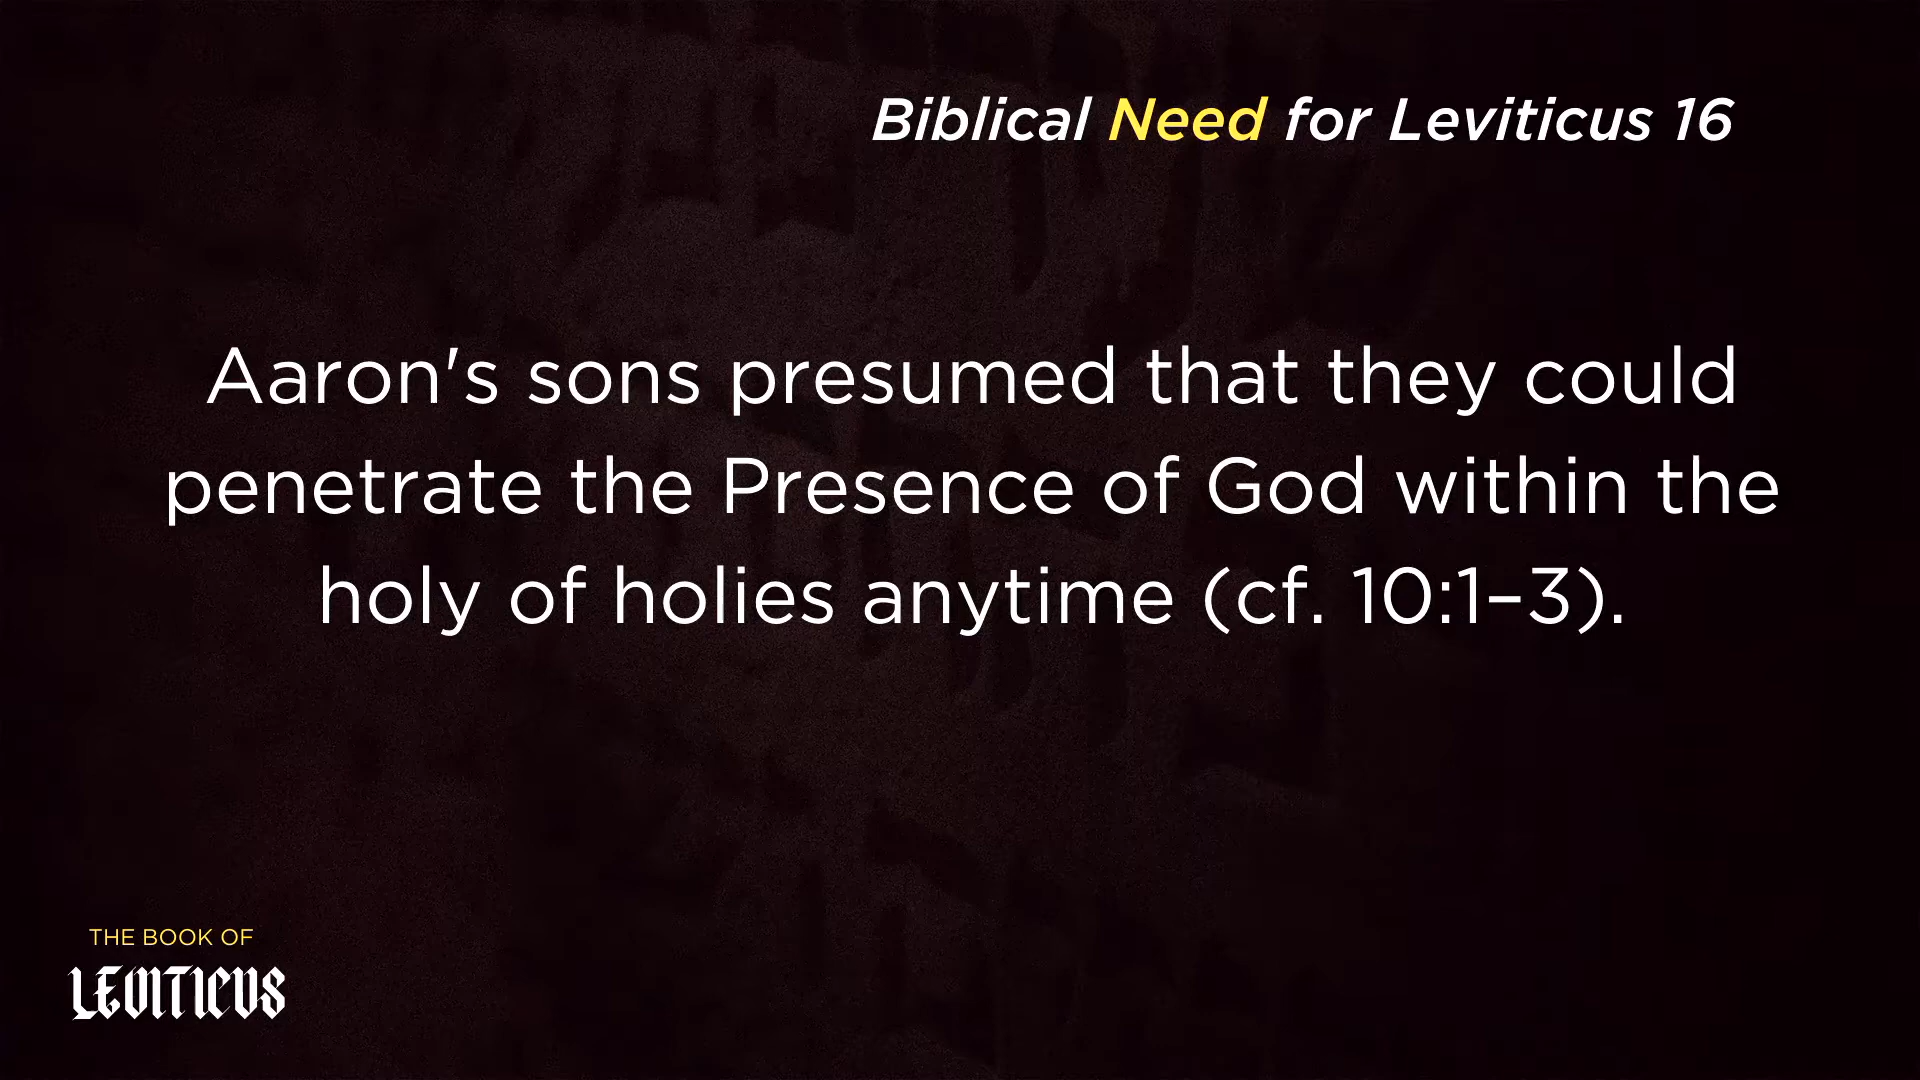 Biblical Need for Leviticus 16
Aaron's sons presumed that they could
penetrate the Presence of God within the
holy of holies anytime (cf. 10:1–3).
THE BOOK OF
LEVITICUS